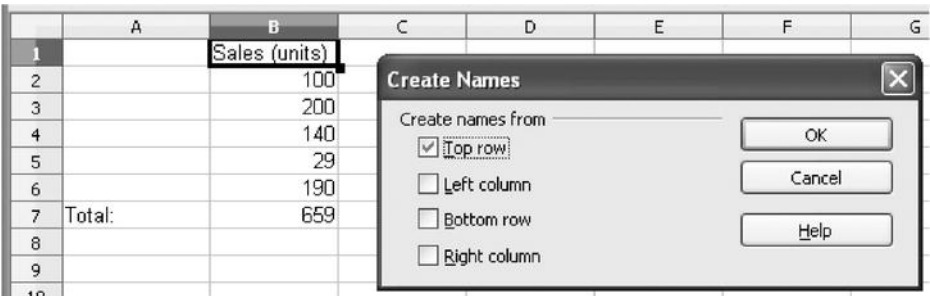 A B C D E F G
1 Sales (units)
2 100
3 200
4 140
5 29
6 190
7 Total: 659
8
9
10
Create Names
Create names from
Top row
Left column
Bottom row
Right column
OK
Cancel
Help